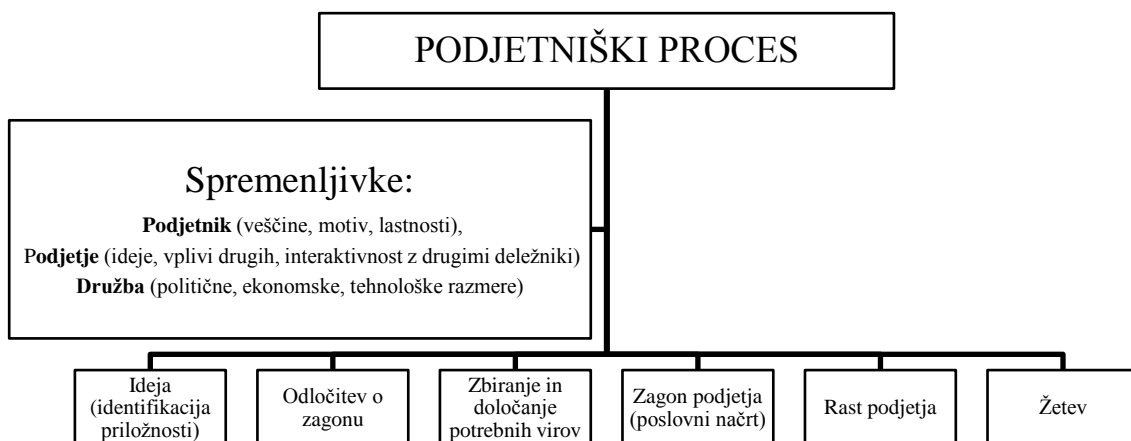 PODJETNIŠKI PROCES
Spremenljivke:
Podjetnik (veščine, motiv, lastnosti),
Podjetje (ideje, vplivi drugih, interaktivnost z drugimi deležniki)
Družba (politične, ekonomske, tehnološke razmere)
Ideja
(identifikacija
priložnosti)
Odločitev o
zagonu
Zbiranje in
določanje
potrebnih virov
Zagon podjetja
(poslovni načrt)
Rast podjetja
Žetev